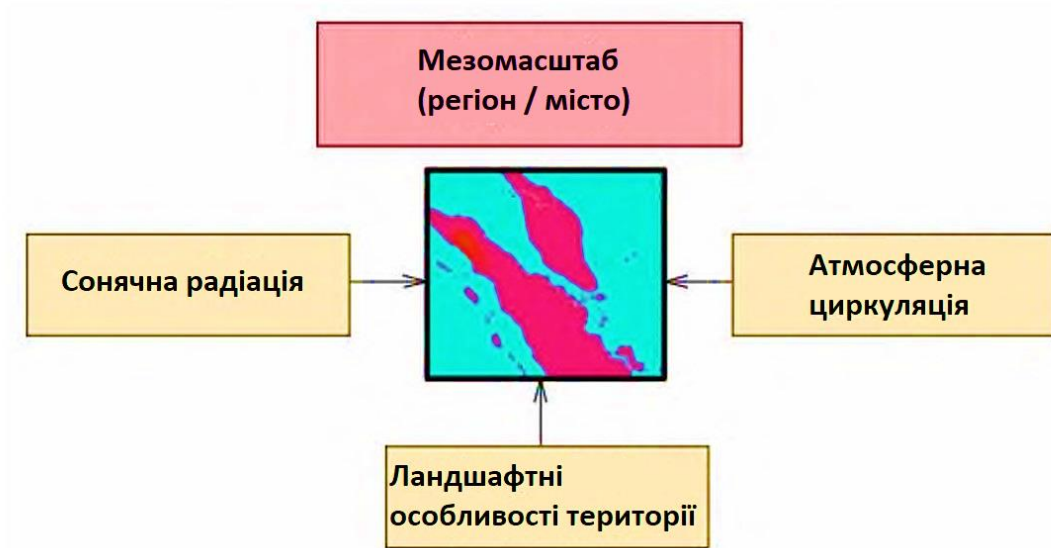 Мезомасштаб
(регіон / місто)
Сонячна радіація
Атмосферна
циркуляція
Ландшафтні
особливості території